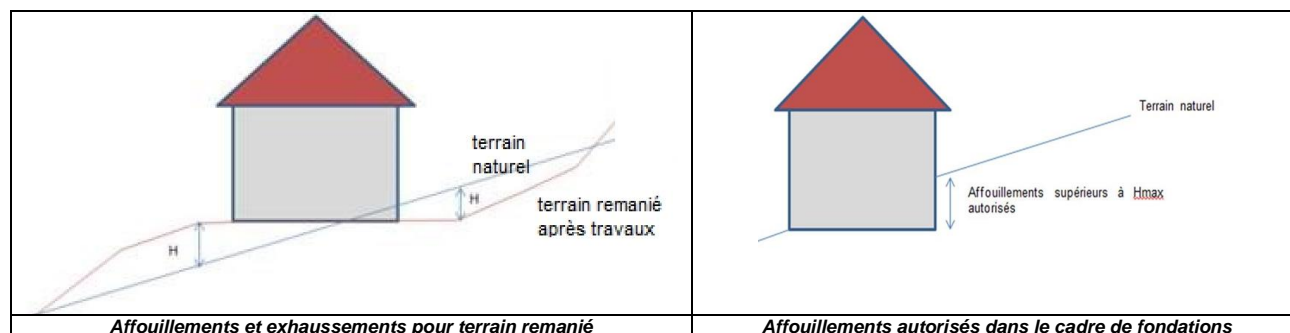 terrain
naturel
H
terrain remanié
après travaux
H
Affouillements et exhaussements pour terrain remanié
Terrain naturel
Affouillements supérieurs à Hmax
autorisés
Affouillements autorisés dans le cadre de fondations